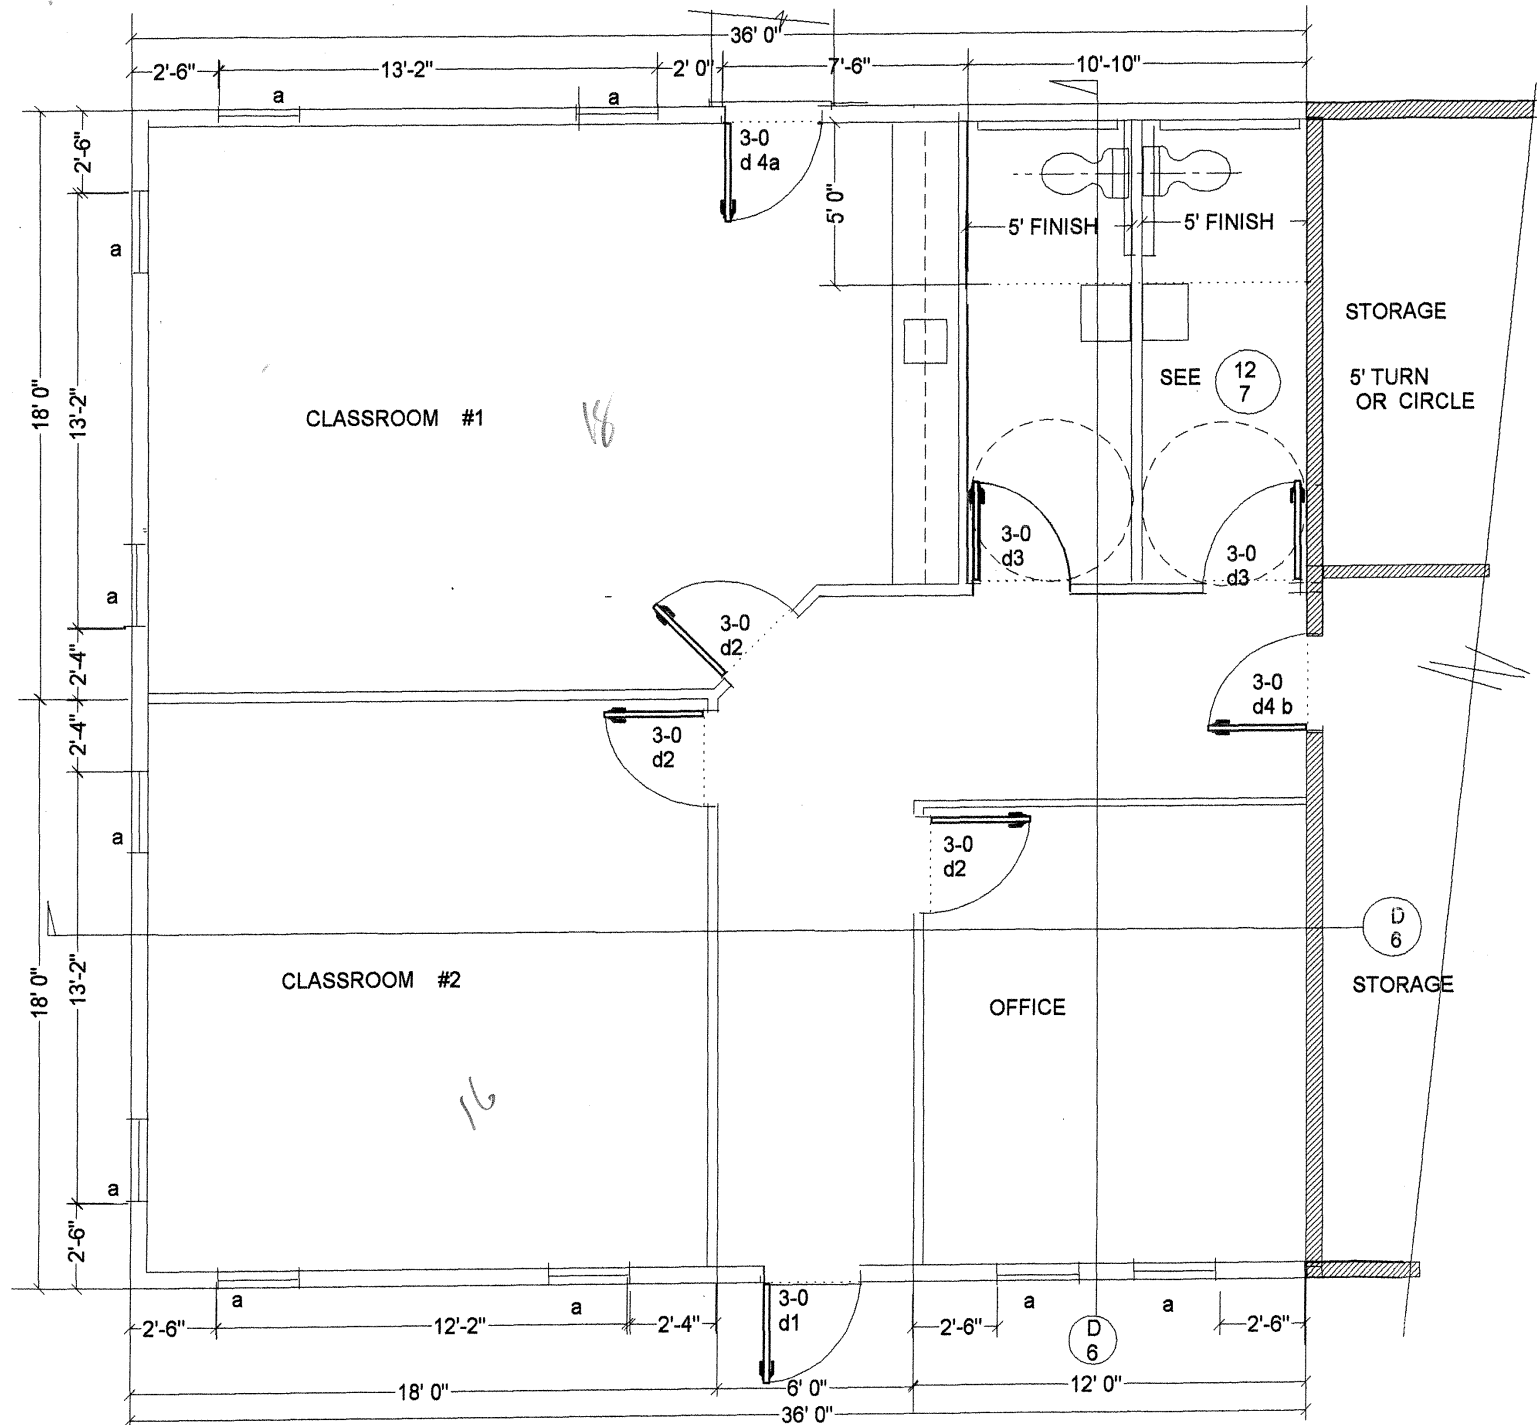 36' 0"
2'-6"
13'-2"
2' 0"
7'-6"
10'-10"
a
a
3-0
d 4a
2'-6"
5' 0"
5' FINISH
5' FINISH
a
STORAGE
SEE
12
7
5' TURN
OR CIRCLE
18' 0"
13'-2"
CLASSROOM #1
18
3-0
d3
3-0
d3
a
3-0
d2
2'-4"
3-0
d4 b
2'-4"
3-0
d2
a
3-0
d2
D
6
18' 0"
13'-2"
CLASSROOM #2
STORAGE
OFFICE
16
a
2'-6"
a
a
3-0
d1
a
a
2'-6"
12'-2"
2'-4"
2'-6"
D
6
2'-6"
18' 0"
6' 0"
12' 0"
36' 0"